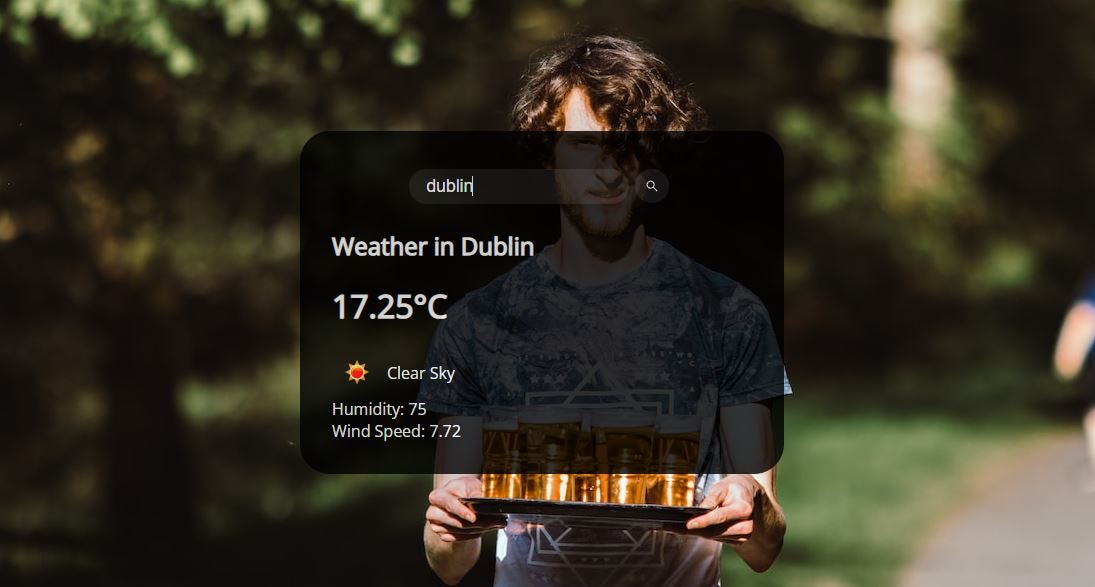 dublin
Weather in Dublin
17.25°C
Clear Sky
Humidity: 75
Wind Speed: 7.72